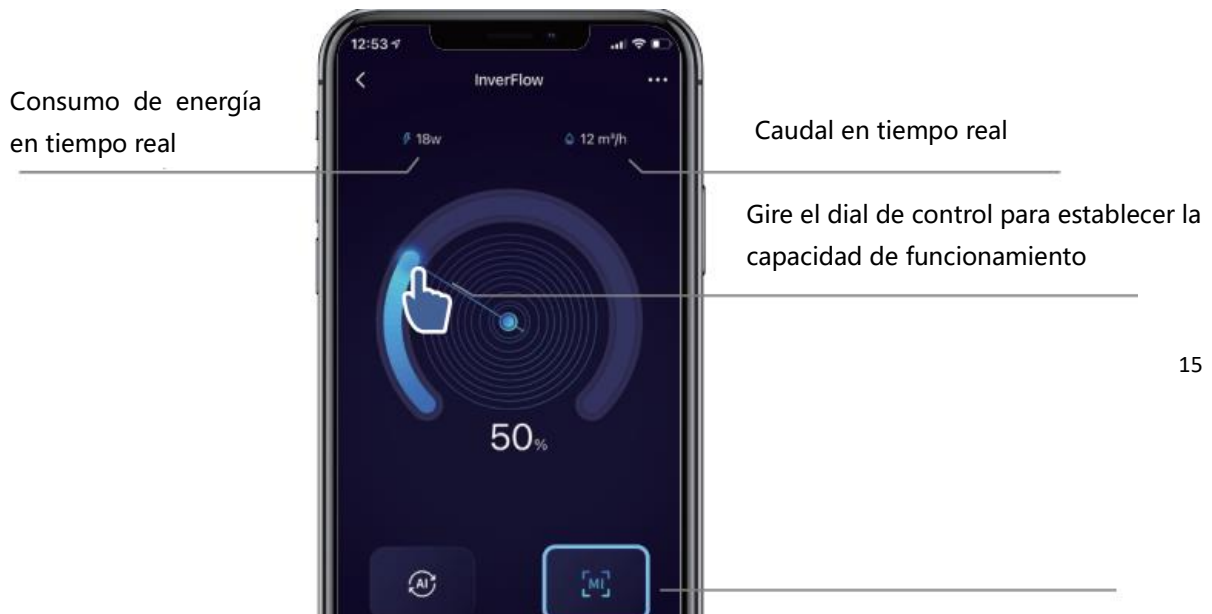 12:53
InverFlow
Consumo de energía
en tiempo real
18w
12 m³/h
Caudal en tiempo real
Gire el dial de control para establecer la
capacidad de funcionamiento
15
50%
AI
MI